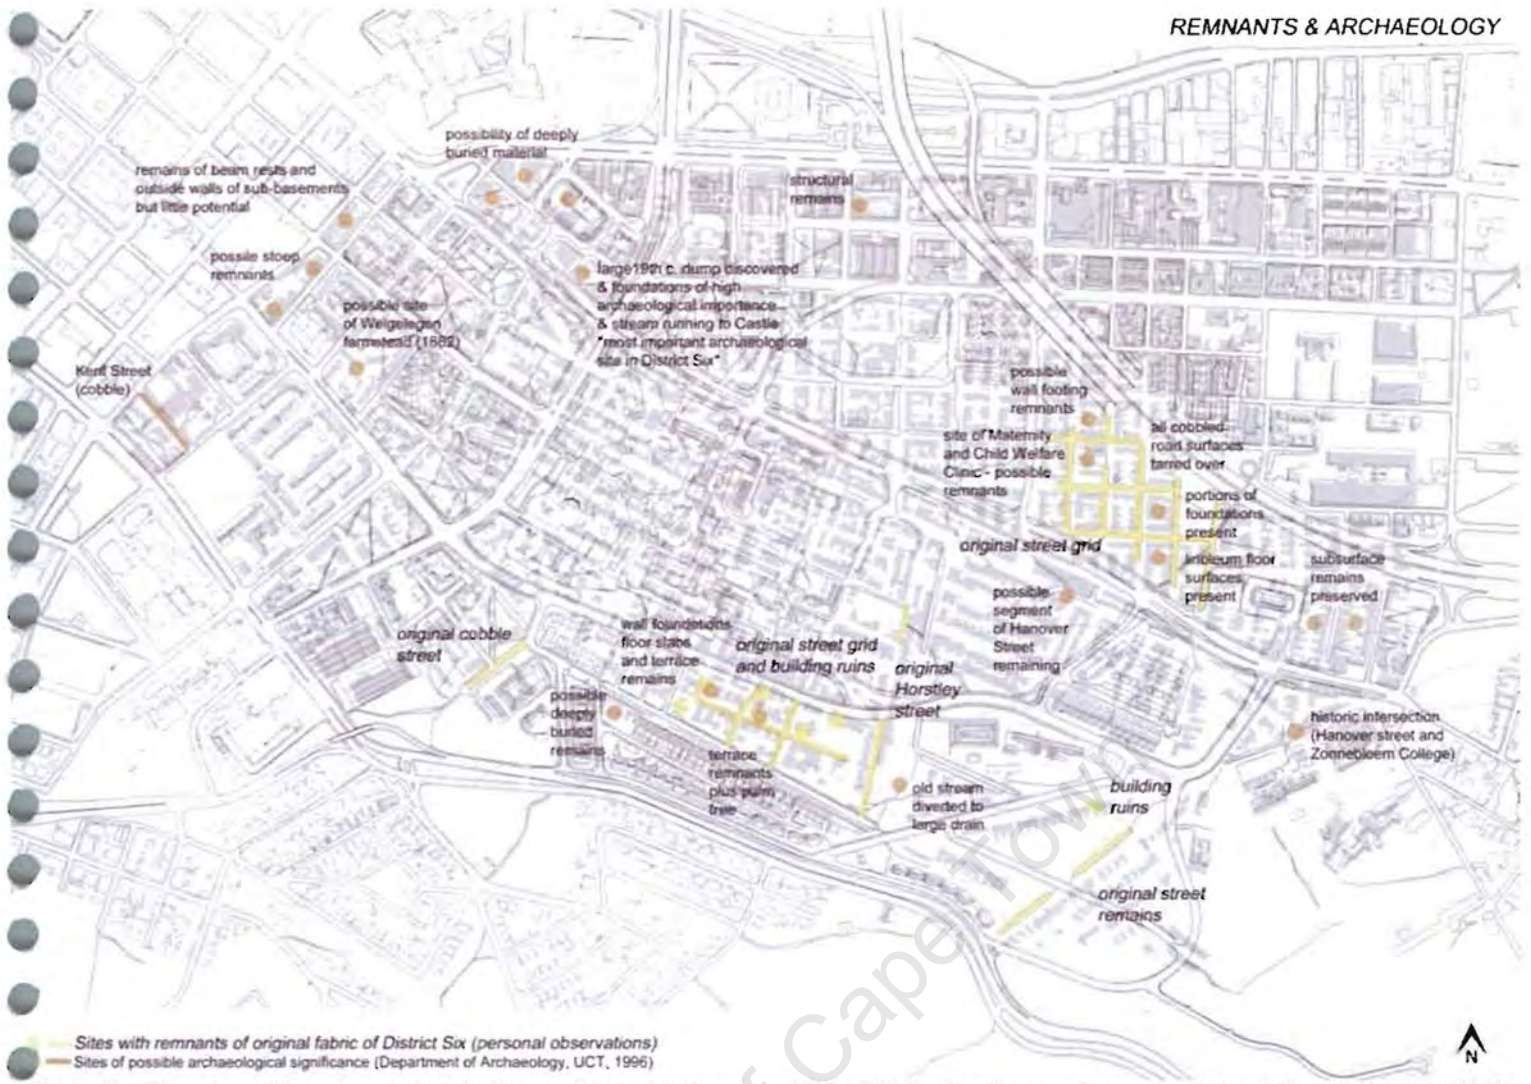 REMNANTS & ARCHAEOLOGY
possibility of deeply
buried material
remains of beam rests and
outside walls of sub-basements
but little potential
structural
remains
possile stoep
remnants
large19th c. dump discovered
& foundations of high
archaeological importance
& stream running to Castle
"most important archaeological
site in District Six"
possible site
of Welgelegen
farmstead (1682)
Kent Street
(cobble)
possible
wall footing
remnants
site of Maternity
and Child Welfare
Clinic - possible
remnants
all cobbled
road surfaces
tarred over
portions of
foundations
present
original street grid
linoleum floor
surfaces
present
subsurface
remains
preserved
possible
segment
of Hanover
Street
remaining
original cobble
street
wall foundations
floor slabs
and terrace
remains
original street grid
and building ruins
original
Horstley
street
possible
deeply
buried
remains
terrace
remnants
plus palm
tree
old stream
diverted to
large drain
historic intersection
(Hanover street and
Zonnebloem College)
building
ruins
original street
remains
of Cape Town
Sites with remnants of original fabric of District Six (personal observations)
Sites of possible archaeological significance (Department of Archaeology, UCT, 1996)
N